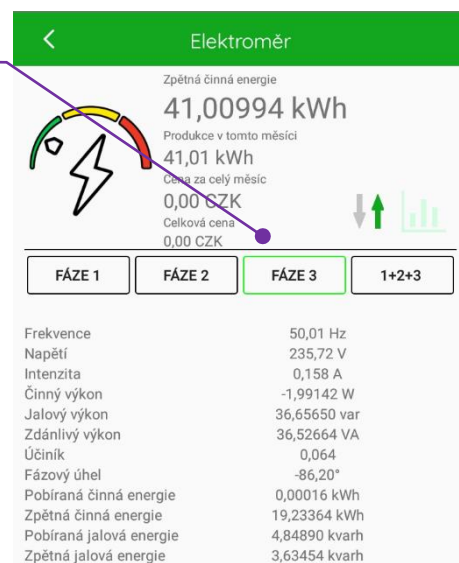 Elektroměr
Zpětná činná energie
41,00994 kWh
Produkce v tomto měsíci
41,01 kWh
Cena za celý měsíc
0,00 CZK
Celková cena
0,00 CZK
FÁZE 1 FÁZE 2 FÁZE 3 1+2+3
Frekvence 50,01 Hz
Napětí 235,72 V
Intenzita 0,158 A
Činný výkon -1,99142 W
Jalový výkon 36,65650 var
Zdánlivý výkon 36,52664 VA
Účiník 0,064
Fázový úhel -86,20°
Pobíraná činná energie 0,00016 kWh
Zpětná činná energie 19,23364 kWh
Pobíraná jalová energie 4,84890 kvarh
Zpětná jalová energie 3,63454 kvarh